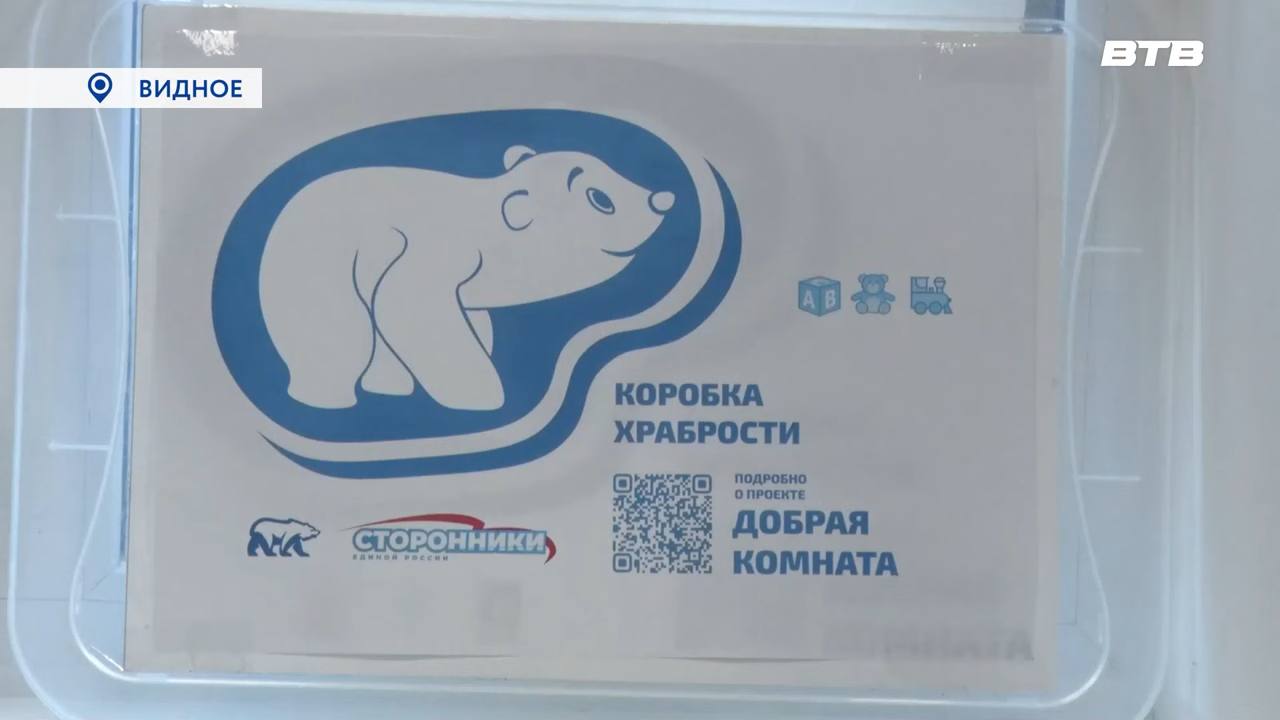 ВИДНОЕ
ВТВ
A B
КОРОБКА
ХРАБРОСТИ
ПОДРОБНО
О ПРОЕКТЕ
ДОБРАЯ
КОМНАТА
СТОРОННИКИ
ЕДИНОЙ РОССИИ